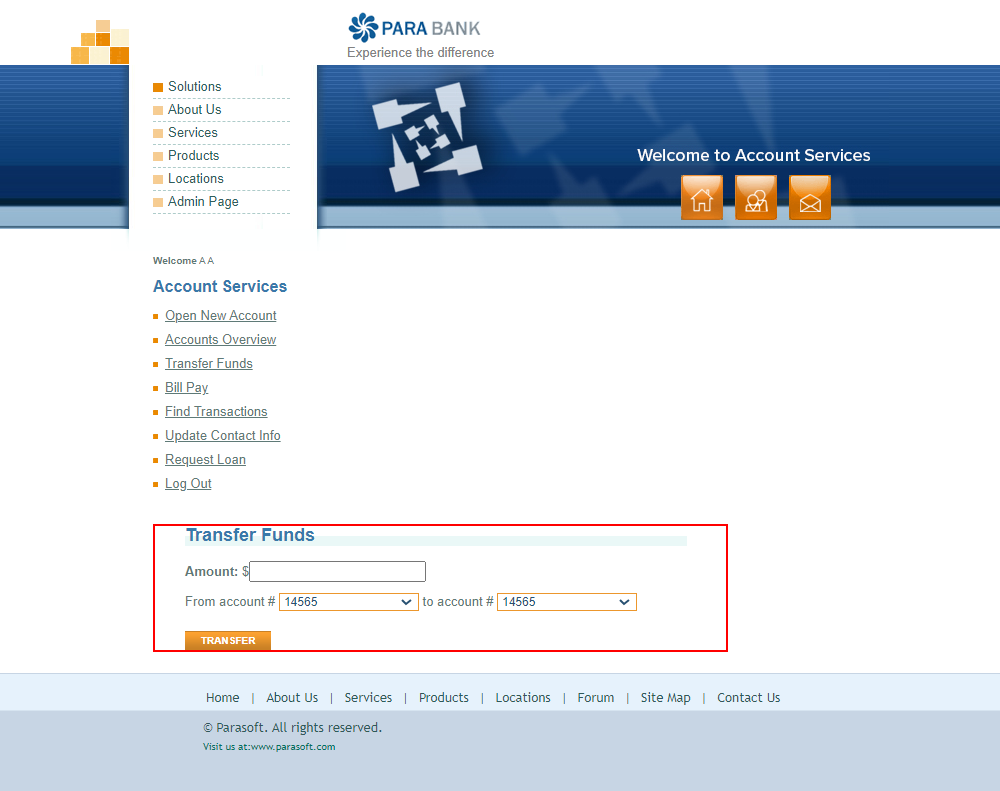 PARA BANK
Experience the difference
Solutions
About Us
Services
Products
Locations
Admin Page
Welcome to Account Services
Welcome A A
Account Services
Open New Account
Accounts Overview
Transfer Funds
Bill Pay
Find Transactions
Update Contact Info
Request Loan
Log Out
Transfer Funds
Amount: $
From account # 14565 to account # 14565
TRANSFER
Home | About Us | Services | Products | Locations | Forum | Site Map | Contact Us
© Parasoft. All rights reserved.
Visit us at:www.parasoft.com